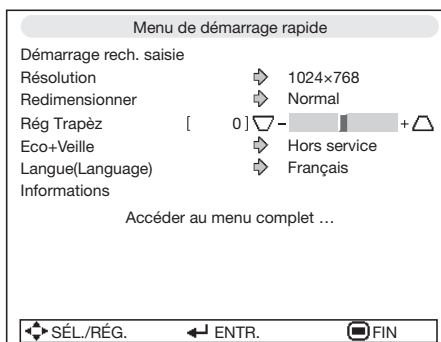 Menu de démarrage rapide
Démarrage rech. saisie
Résolution 1024×768
Redimensionner Normal
Rég Trapèz [ 0] - +
Eco+Veille Hors service
Langue(Language) Français
Informations
Accéder au menu complet ...
SÉL./RÉG. ENTR. FIN